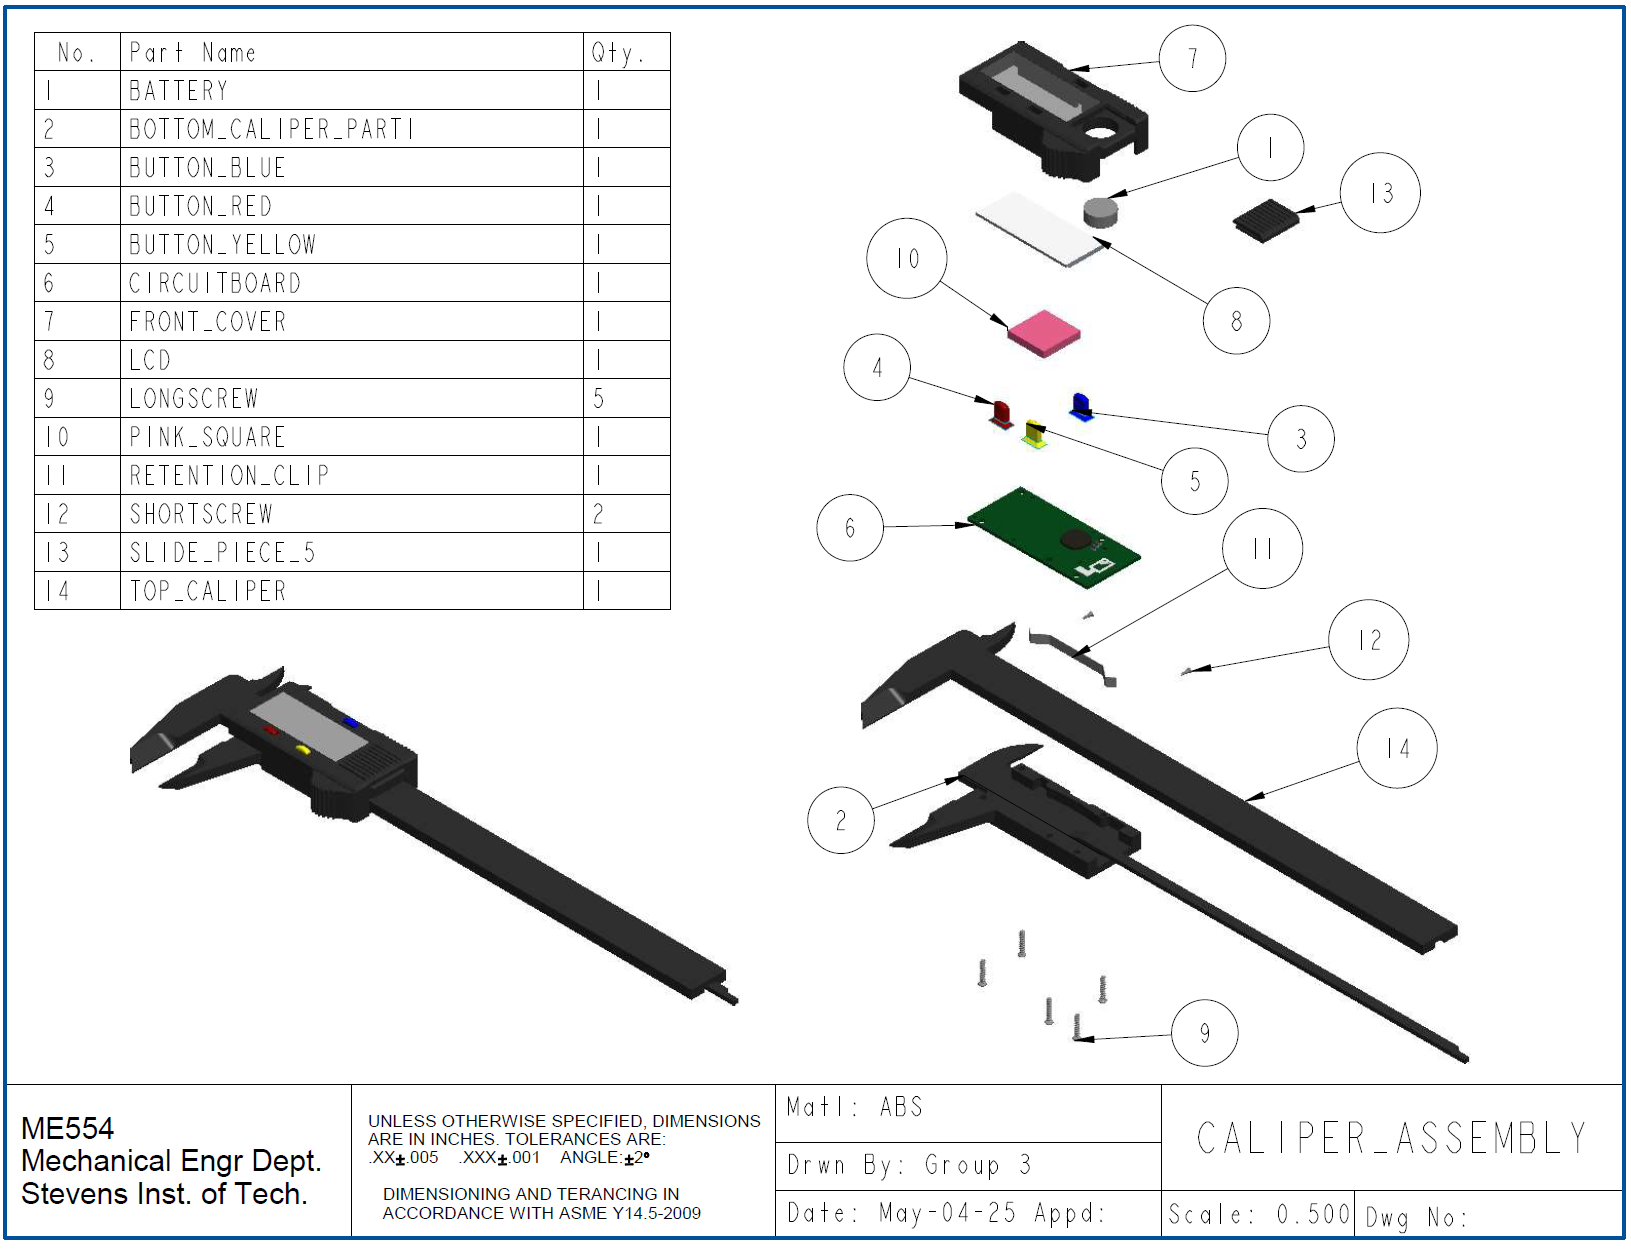 No. Part Name Qty.
1 BATTERY 1
2 BOTTOM_CALIPER_PART1 1
3 BUTTON_BLUE 1
4 BUTTON_RED 1
5 BUTTON_YELLOW 1
6 CIRCUITBOARD 1
7 FRONT_COVER 1
8 LCD 1
9 LONGSCREW 5
10 PINK_SQUARE 1
11 RETENTION_CLIP 1
12 SHORTSCREW 2
13 SLIDE_PIECE_5 1
14 TOP_CALIPER 1
7
1
13
10
8
4
3
5
6
11
12
14
2
9
ME554
Mechanical Engr Dept.
Stevens Inst. of Tech.
UNLESS OTHERWISE SPECIFIED, DIMENSIONS
ARE IN INCHES. TOLERANCES ARE:
.XX±.005 .XXX±.001 ANGLE:±2°
DIMENSIONING AND TERANCING IN
ACCORDANCE WITH ASME Y14.5-2009
Matl: ABS
Drwn By: Group 3
Date: May-04-25 Appd:
CALIPER_ASSEMBLY
Scale: 0.500
Dwg No: